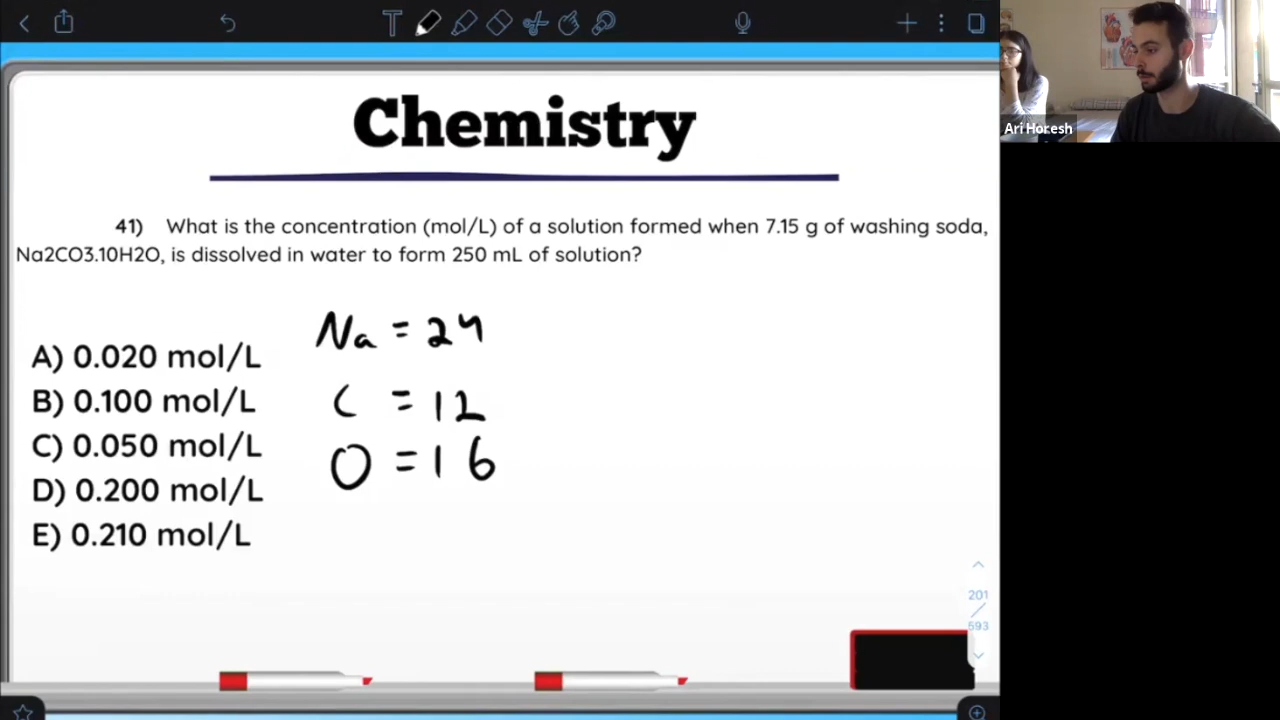 T
Ari Horesh
Chemistry
41) What is the concentration (mol/L) of a solution formed when 7.15 g of washing soda,
Na2CO3.10H2O, is dissolved in water to form 250 mL of solution?
Na = 24
C = 12
O = 16
A) 0.020 mol/L
B) 0.100 mol/L
C) 0.050 mol/L
D) 0.200 mol/L
E) 0.210 mol/L
201
593